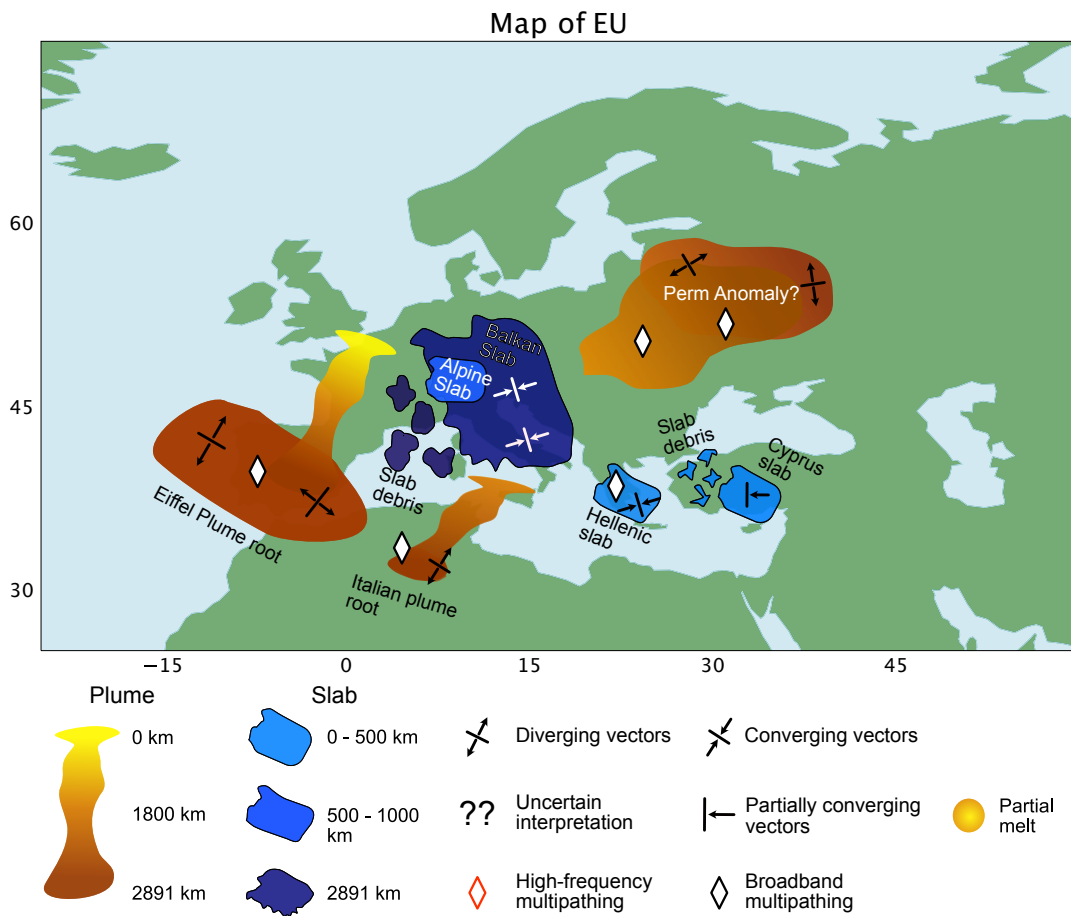 Map of EU
60
45
30
−15
0
15
30
45
Perm Anomaly?
Balkan
Slab
Alpine
Slab
Slab
debris
Slab
debris
Cyprus
slab
Hellenic
slab
Eiffel Plume root
Italian plume
root
Plume
Slab
0 km
1800 km
2891 km
0 - 500 km
500 - 1000
km
2891 km
Diverging vectors
Converging vectors
??
Uncertain
interpretation
Partially converging
vectors
Partial
melt
High-frequency
multipathing
Broadband
multipathing